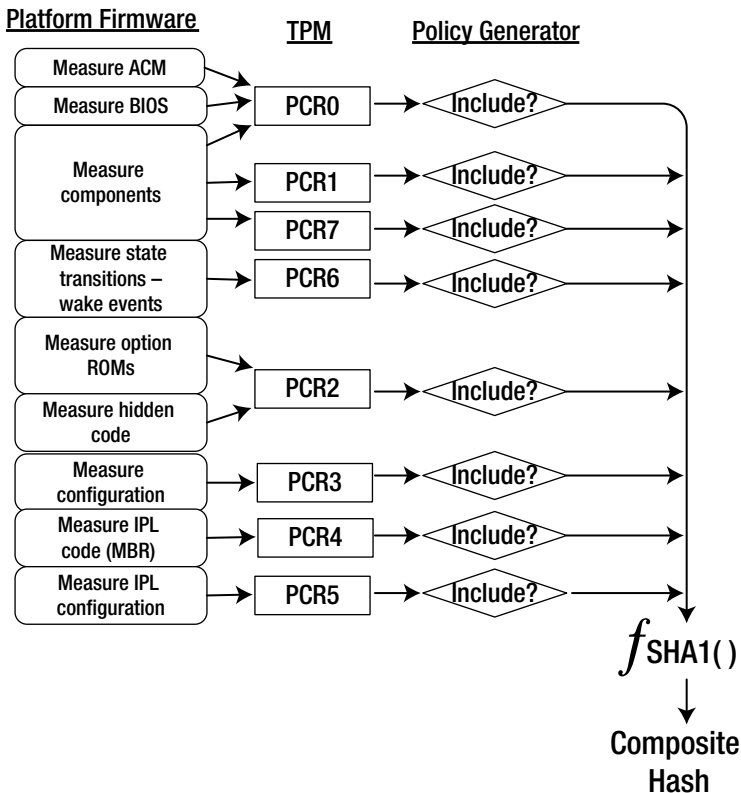 Platform Firmware
TPM
Policy Generator
Measure ACM
Measure BIOS
PCR0
Include?
Measure
components
PCR1
Include?
PCR7
Include?
Measure state
transitions –
wake events
PCR6
Include?
Measure option
ROMs
Measure hidden
code
PCR2
Include?
Measure
configuration
PCR3
Include?
Measure IPL
code (MBR)
PCR4
Include?
Measure IPL
configuration
PCR5
Include?
f SHA1( )
Composite
Hash